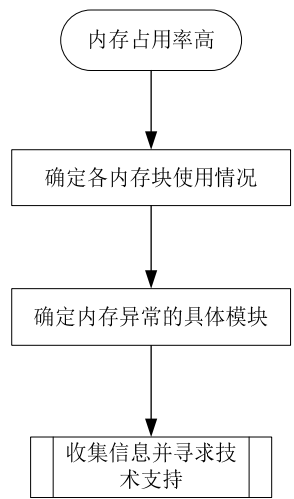 内存占用率高
确定各内存块使用情况
确定内存异常的具体模块
收集信息并寻求技
术支持